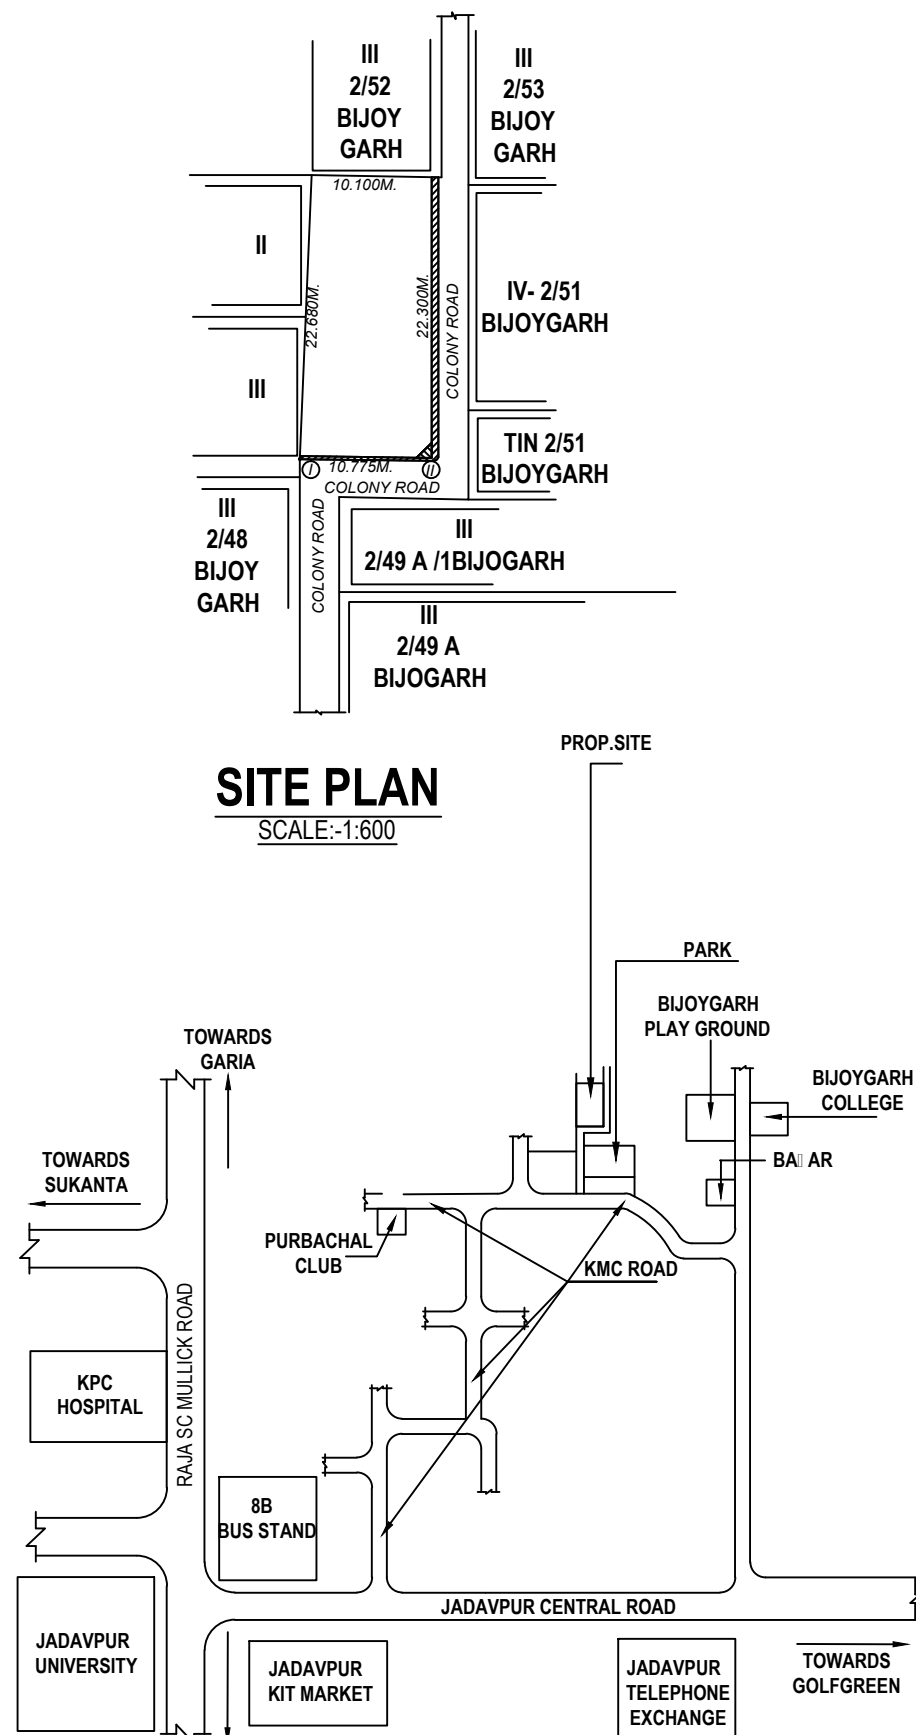 III
2/52
BIJOY
GARH
III
2/53
BIJOY
GARH
10.100M.
II
22.680M.
22.300M.
COLONY ROAD
IV- 2/51
BIJOYGARH
III
TIN 2/51
BIJOYGARH
I
10.775M.
II
COLONY ROAD
III
2/48
BIJOY
GARH
COLONY ROAD
III
2/49 A /1BIJOGARH
III
2/49 A
BIJOGARH
SITE PLAN
SCALE:-1:600
PROP.SITE
PARK
BIJOYGARH
PLAY GROUND
TOWARDS
GARIA
BIJOYGARH
COLLEGE
TOWARDS
SUKANTA
BA▯AR
PURBACHAL
CLUB
KMC ROAD
RAJA SC MULLICK ROAD
KPC
HOSPITAL
8B
BUS STAND
JADAVPUR CENTRAL ROAD
JADAVPUR
UNIVERSITY
JADAVPUR
KIT MARKET
JADAVPUR
TELEPHONE
EXCHANGE
TOWARDS
GOLFGREEN